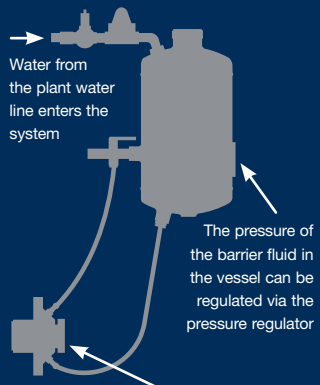 Water from
the plant water
line enters the
system
The pressure of
the barrier fluid in
the vessel can be
regulated via the
pressure regulator